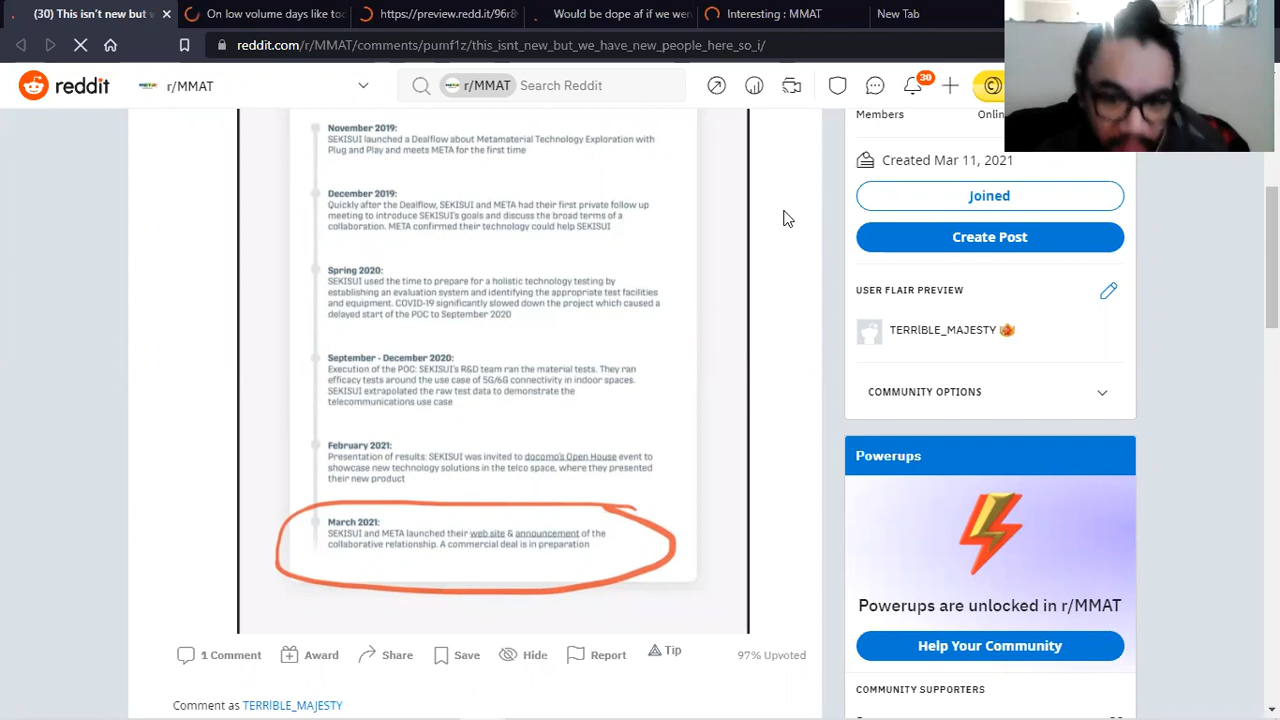 (30) This isnt new but w
On low volume days like toc
https://preview.redd.it/96r8v
Would be dope af if we wer
Interesting : MMAT
New Tab
reddit.com/r/MMAT/comments/pumf1z/this_isnt_new_but_we_have_new_people_here_so_i/
reddit
r/MMAT
r/MMAT
Search Reddit
30
Members
Onlin
Created Mar 11, 2021
Joined
Create Post
USER FLAIR PREVIEW
TERRlBLE_MAJESTY
COMMUNITY OPTIONS
Powerups
Powerups are unlocked in r/MMAT
Help Your Community
COMMUNITY SUPPORTERS
November 2019:
SEKISUI launched a Dealflow about Metamaterial Technology Exploration with
Plug and Play and meets META for the first time
December 2019:
Quickly after the Dealflow, SEKISUI and META had their first private follow up
meeting to introduce SEKISUI's goals and discuss the broad terms of a
collaboration. META confirmed their technology could help SEKISUI
Spring 2020:
SEKISUI used the time to prepare for a holistic technology testing by
establishing an evaluation system and identifying the appropriate test facilities
and equipment. COVID-19 significantly slowed down the project which caused a
delayed start of the POC to September 2020
September - December 2020:
Execution of the POC: SEKISUI's R&D team ran the material tests. They ran
efficacy tests around the use case of 5G/6G connectivity in indoor spaces.
SEKISUI extrapolated the raw test data to demonstrate the
telecommunications use case
February 2021:
Presentation of results: SEKISUI was invited to docomo's Open House event to
showcase new technology solutions in the telco space, where they presented
their new product
March 2021:
SEKISUI and META launched their web site & announcement of the
collaborative relationship. A commercial deal is in preparation
1 Comment
Award
Share
Save
Hide
Report
Tip
97% Upvoted
Comment as TERRlBLE_MAJESTY